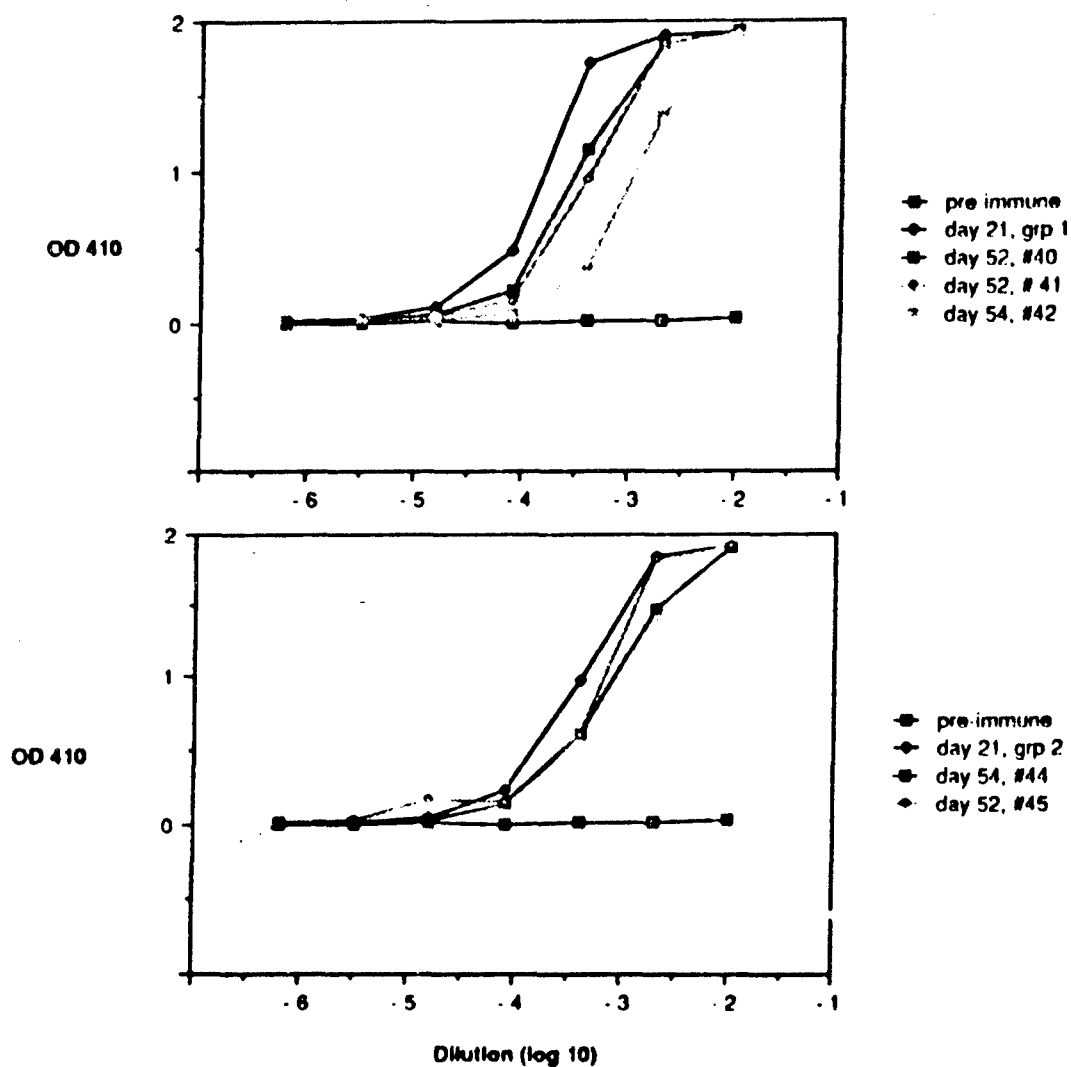 2
1
0
OD 410
- 6 - 5 - 4 - 3 - 2 - 1
pre immune
day 21, grp 1
day 52, #40
day 52, # 41
day 54, #42
2
1
0
OD 410
- 6 - 5 - 4 - 3 - 2 - 1
pre-immune
day 21, grp 2
day 54, #44
day 52, #45
Dilution (log 10)